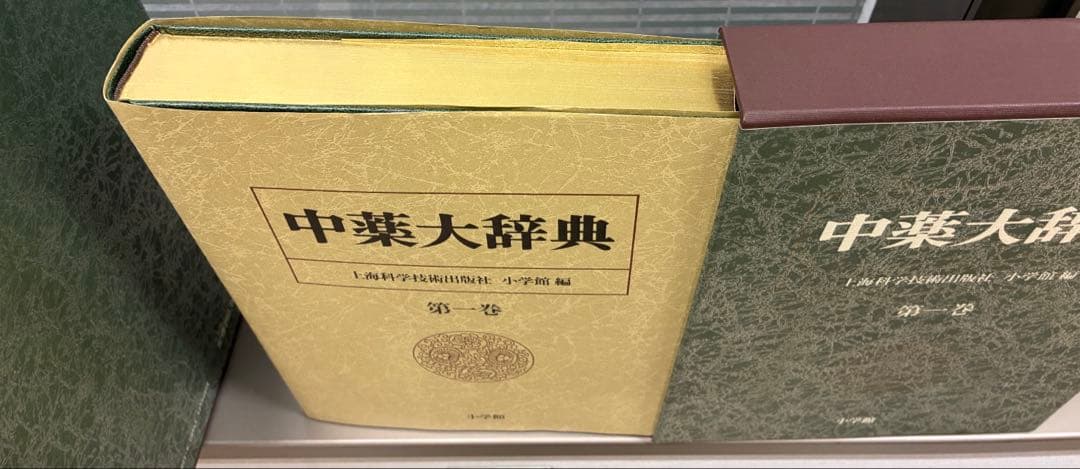 中薬大辞典
上海科学技術出版社 小学館 編
第一巻
小学館
中薬大辞
上海科学技術出版社 小学館 編
第一巻
小学館